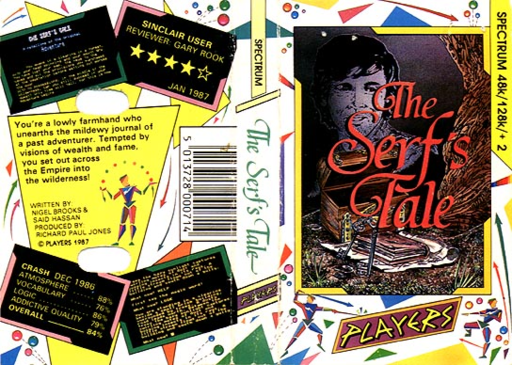 THE SERF'S TALE
SINCLAIR USER
REVIEWER GARY ROOK
JAN 1987
You're a lowly farmhand who
unearths the mildewy journal of
a past adventurer. Tempted by
visions of wealth and fame.
you set out across
the Empire into
the wilderness!
WRITTEN BY
NIGEL BROOKS &
SAID HASSAN
PRODUCED BY
RICHARD PAUL JONES
© PLAYERS 1987
CRASH DEC 1986
ATMOSPHERE 88%
VOCABULARY 76%
LOGIC 86%
ADDICTIVE QUALITY 79%
OVERALL 84%
5 013728 000714
SPECTRUM
The Serf's Tale
PLAYERS
The
Serf's
Tale
PLAYERS
SPECTRUM 48k/128k/+ 2